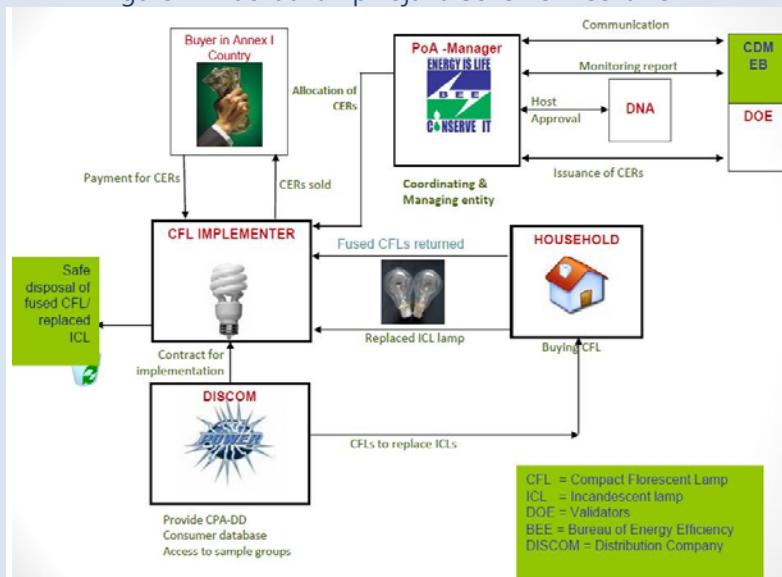 Buyer in Annex I
Country
PoA -Manager
ENERGY IS LIFE
BEE
CONSERVE IT
Communication
Monitoring report
CDM
EB
Host
Approval
DNA
DOE
Issuance of CERs
Allocation of
CERs
Coordinating &
Managing entity
Payment for CERs
CERs sold
CFL IMPLEMENTER
Fused CFLs returned
HOUSEHOLD
Safe
disposal of
fused CFL/
replaced
ICL
Replaced ICL lamp
Buying CFL
Contract for
implementation
DISCOM
POWER
CFLs to replace ICLs
Provide CPA-DD
Consumer database
Access to sample groups
CFL = Compact Florescent Lamp
ICL = Incandescent lamp
DOE = Validators
BEE = Bureau of Energy Efficiency
DISCOM = Distribution Company